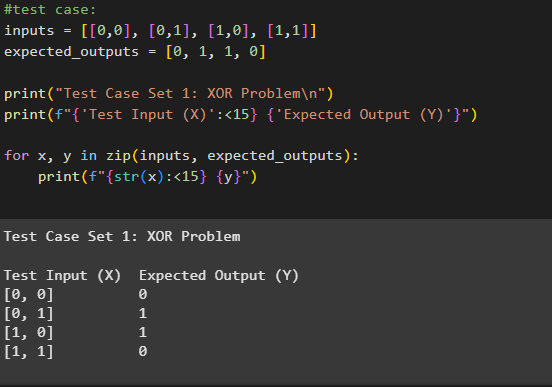 #test case:
inputs = [[0,0], [0,1], [1,0], [1,1]]
expected_outputs = [0, 1, 1, 0]

print("Test Case Set 1: XOR Problem\n")
print(f"{'Test Input (X)':<15} {'Expected Output (Y)'}")

for x, y in zip(inputs, expected_outputs):
    print(f"{str(x):<15} {y}")

Test Case Set 1: XOR Problem

Test Input (X)  Expected Output (Y)
[0, 0]          0
[0, 1]          1
[1, 0]          1
[1, 1]          0